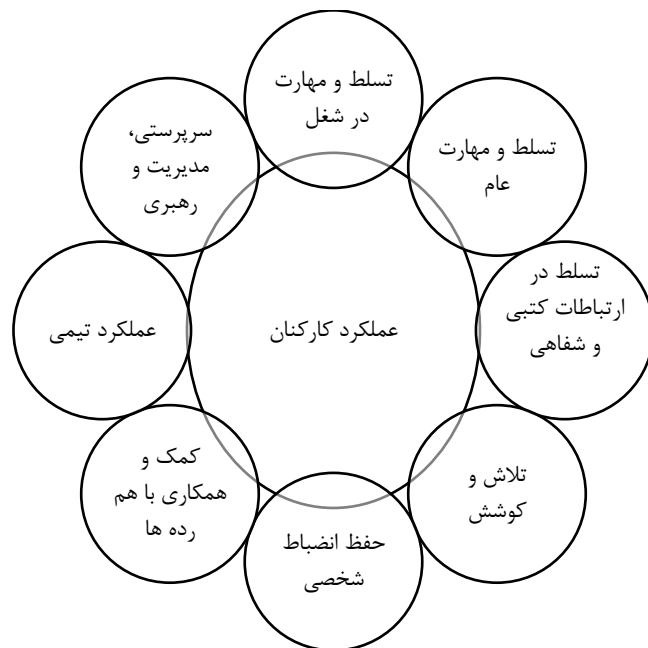 تسلط و مهارت
در شغل
تسلط و مهارت
عام
تسلط در
ارتباطات کتبی
و شفاهی
تلاش و
کوشش
حفظ انضباط
شخصی
کمک و
همکاری با هم
رده ها
عملکرد تیمی
سرپرستی،
مدیریت و
رهبری
عملکرد کارکنان